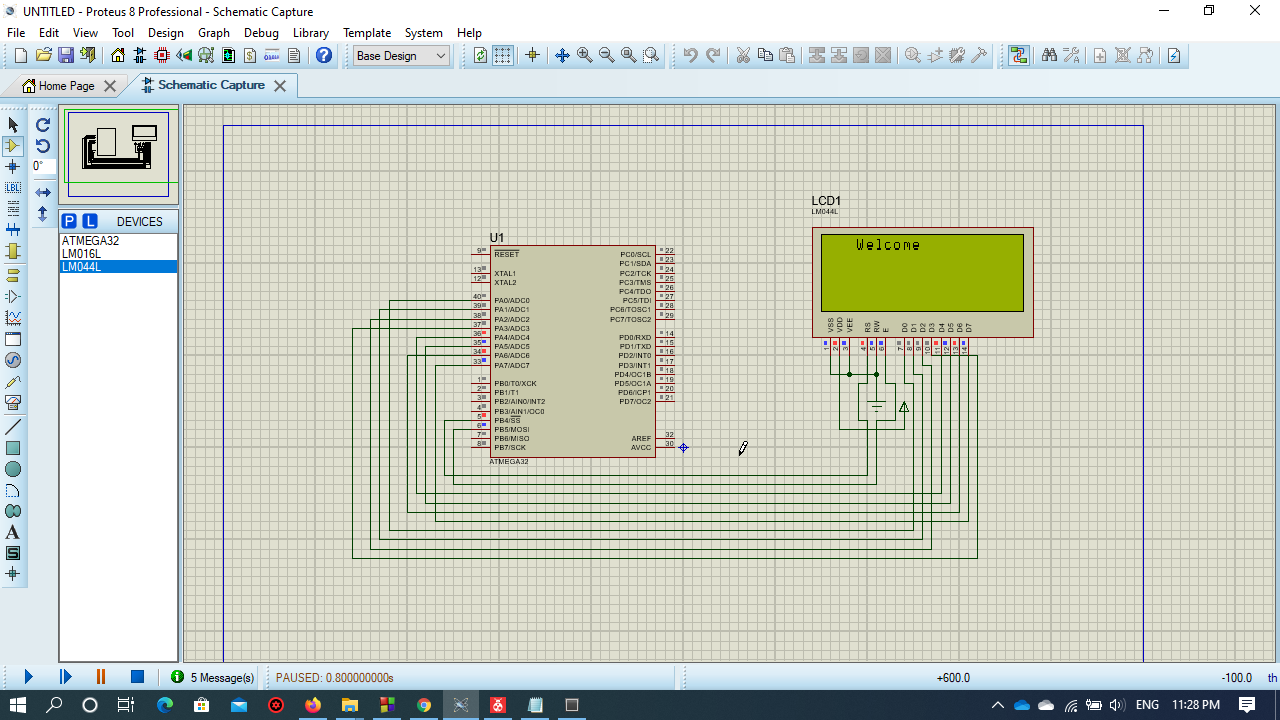 UNTITLED - Proteus 8 Professional - Schematic Capture
File Edit View Tool Design Graph Debug Library Template System Help
Base Design
Home Page
Schematic Capture
0°
LBL
P L DEVICES
ATMEGA32
LM016L
LM044L
A
S
LCD1
LM044L
Welcome
VSS VDD VEE RS RW E D0 D1 D2 D3 D4 D5 D6 D7
1 2 3 4 5 6 7 8 9 10 11 12 13 14
U1
9 RESET PC0/SCL 22
PC1/SDA 23
13 XTAL1 PC2/TCK 24
12 XTAL2 PC3/TMS 25
PC4/TDO 26
40 PA0/ADC0 PC5/TDI 27
39 PA1/ADC1 PC6/TOSC1 28
38 PA2/ADC2 PC7/TOSC2 29
37 PA3/ADC3
36 PA4/ADC4 PD0/RXD 14
35 PA5/ADC5 PD1/TXD 15
34 PA6/ADC6 PD2/INT0 16
33 PA7/ADC7 PD3/INT1 17
PD4/OC1B 18
1 PB0/T0/XCK PD5/OC1A 19
2 PB1/T1 PD6/ICP1 20
3 PB2/AIN0/INT2 PD7/OC2 21
4 PB3/AIN1/OC0
5 PB4/SS
6 PB5/MOSI
7 PB6/MISO AREF 32
8 PB7/SCK AVCC 30
ATMEGA32
5 Message(s) PAUSED: 0.800000000s +600.0 -100.0 th
ENG 11:28 PM